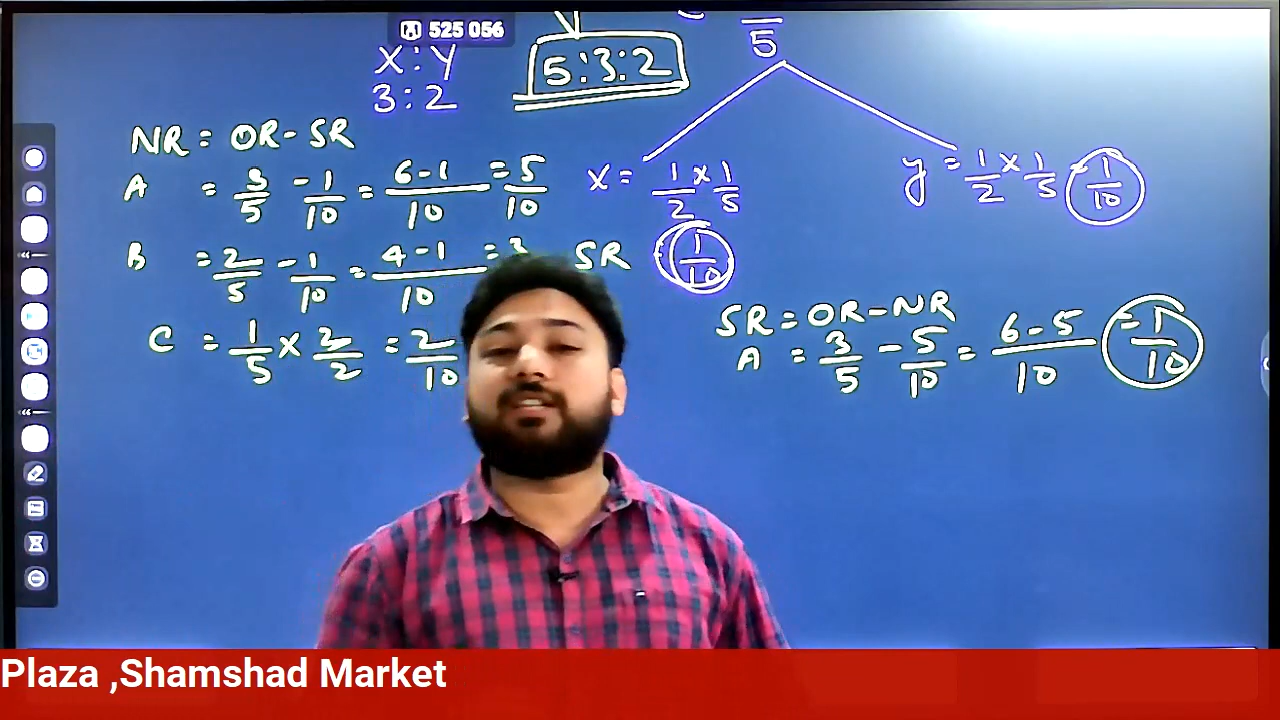 525 056
5
X:Y
5:3:2
3:2
NR = OR - SR
A = 3/5 - 1/10 = 6-1/10 = 5/10
x = 1/2 × 1/5
y = 1/2 × 1/5 = 1/10
B = 2/5 - 1/10 = 4-1/10 = 3
SR
1/10
SR = OR - NR
C = 1/5 × 2/2 = 2/10
A = 3/5 - 5/10 = 6-5/10 = 1/10
Plaza ,Shamshad Market